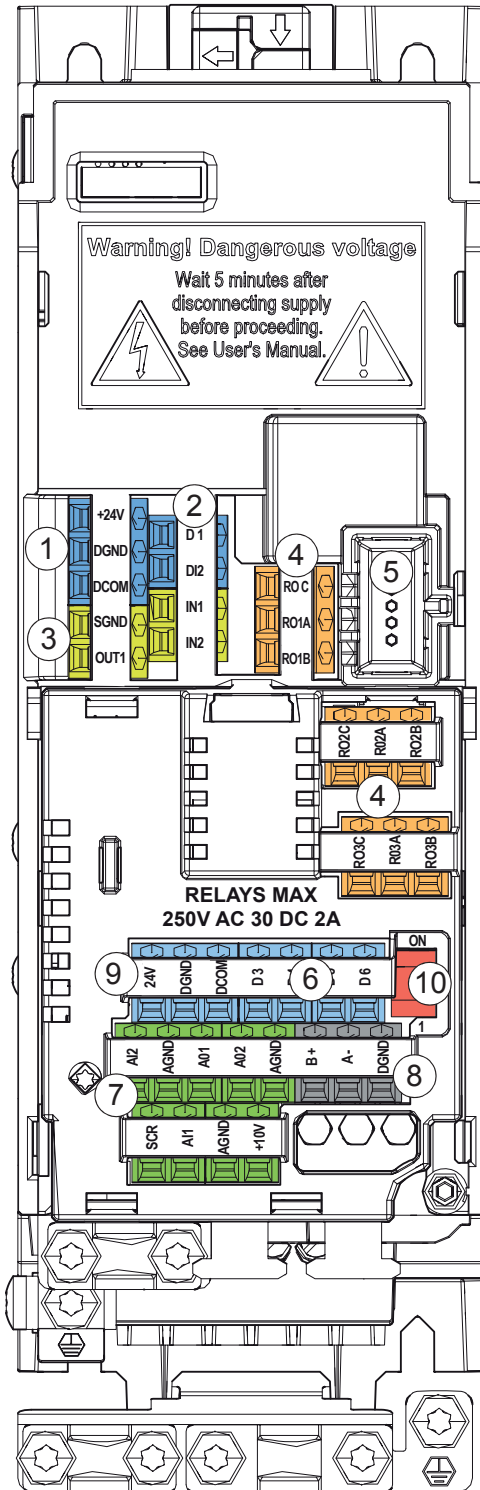 Warning! Dangerous voltage
Wait 5 minutes after
disconnecting supply
before proceeding.
See User's Manual.
+24V
DGND
DCOM
SGND
OUT1
1
3
2
D 1
DI2
IN1
IN2
4
RO C
RO1A
RO1B
5
RO2C
R02A
RO2B
4
RO3C
R03A
RO3B
RELAYS MAX
250V AC 30 DC 2A
9
24V
DGND
DCOM
D 3
6
D 6
ON
10
1
AI2
AGND
A01
A02
AGND
B +
A-
DGND
8
7
SCR
AI1
AGND
+10V